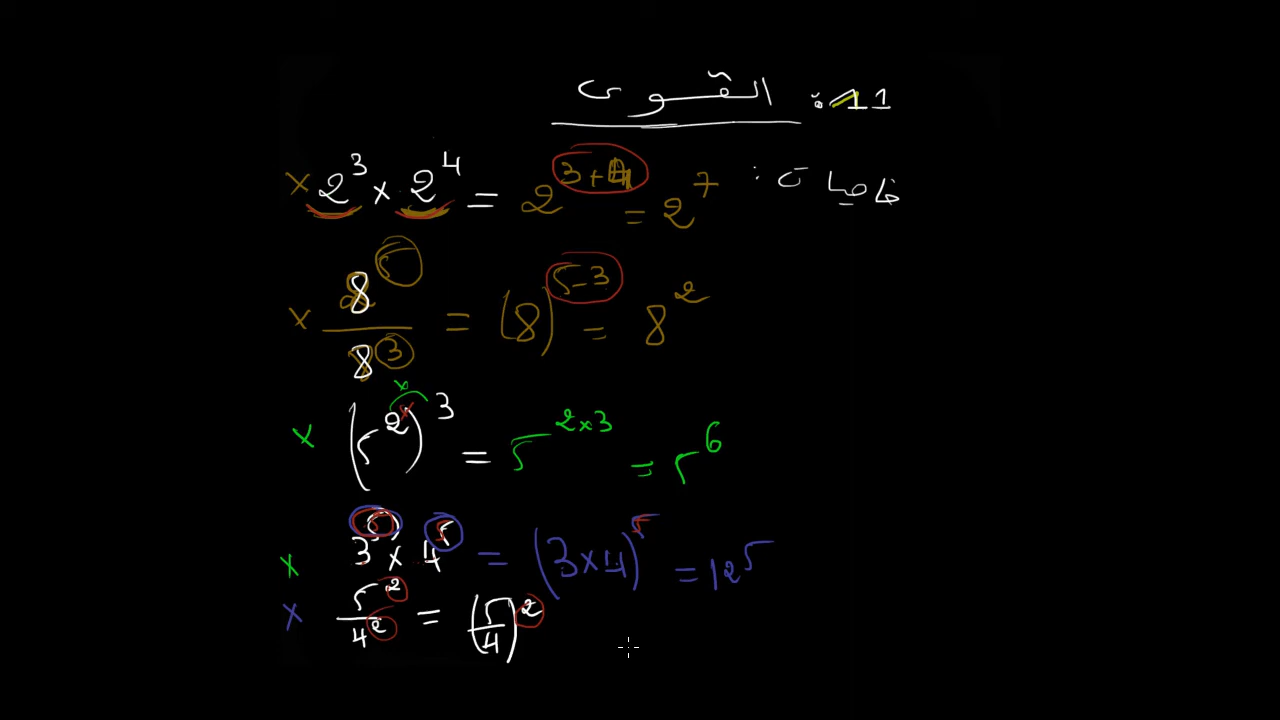 11: القوى
خاصيات:
× 2³ × 2⁴ = 2³⁺⁴ = 2⁷
× 8⁵/8³ = (8)⁵⁻³ = 8²
× (5²)³ = 5²ˣ³ = 5⁶
× 3⁵ × 4⁵ = (3×4)⁵ = 12⁵
× 5²/4² = (5/4)²